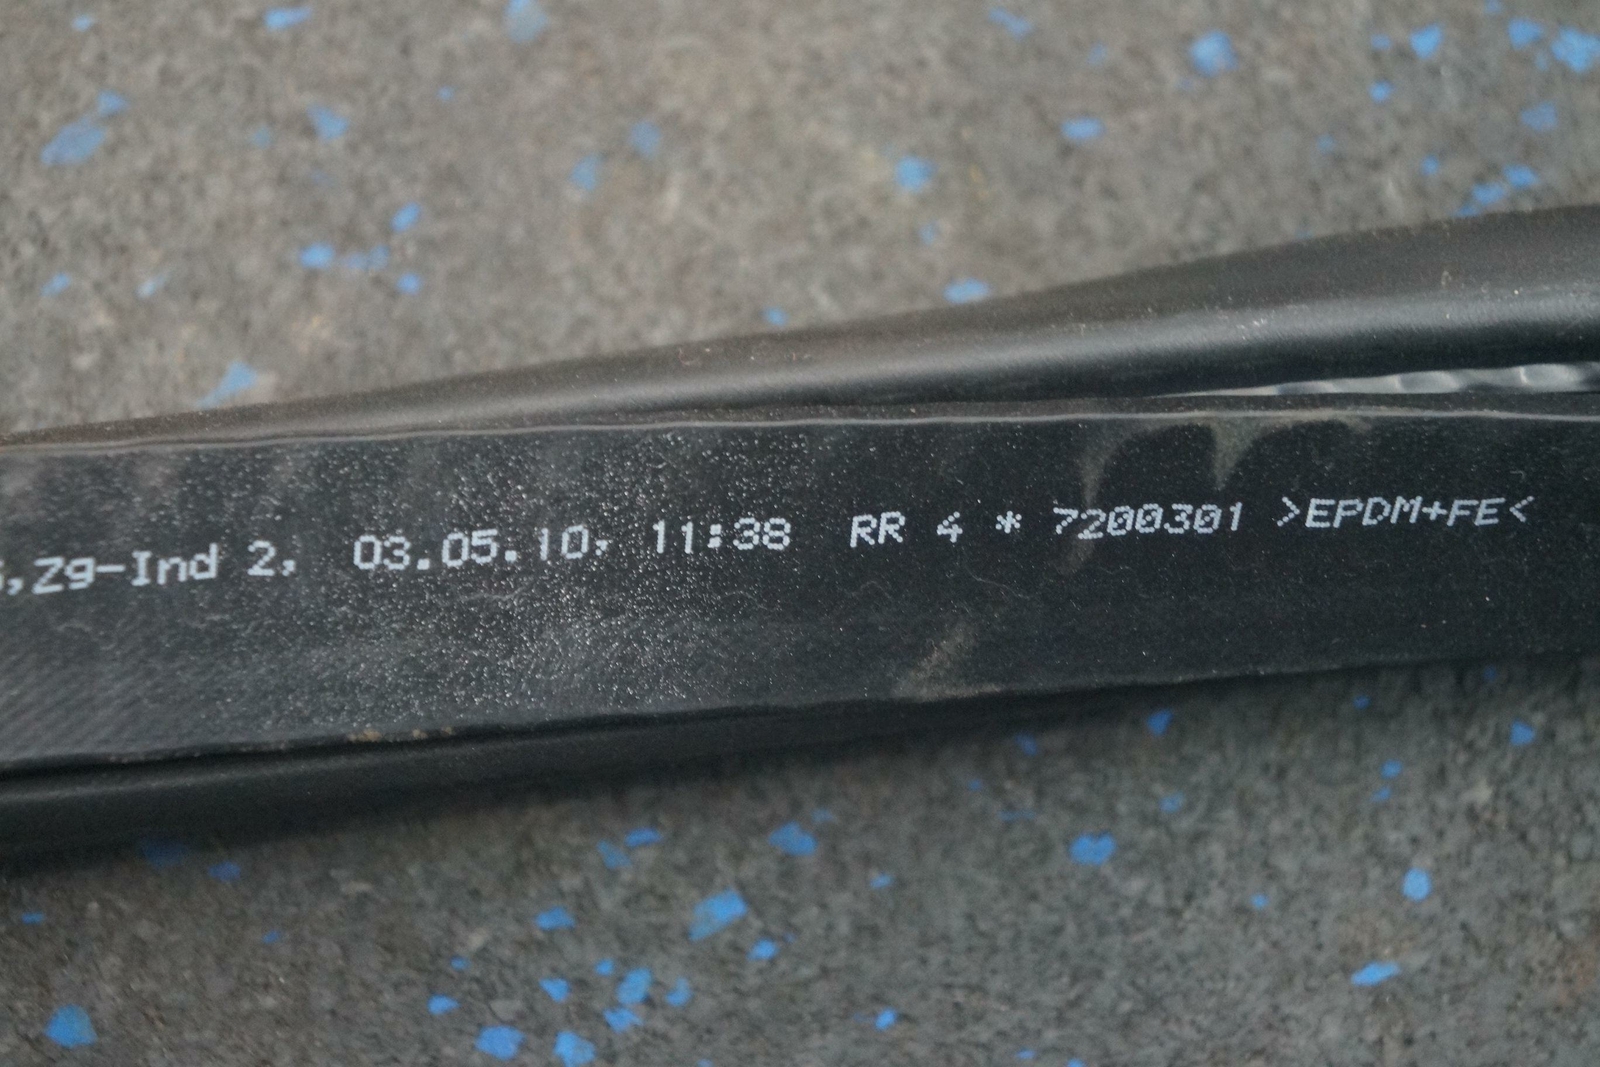 ,Zg-Ind 2, 03.05.10, 11:38 RR 4 * 7200301 >EPDM+FE<